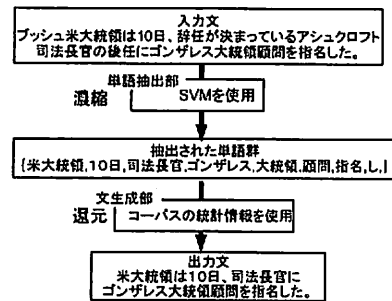 入力文
ブッシュ米大統領は10日、辞任が決まっているアシュクロフト
司法長官の後任にゴンザレス大統領顧問を指名した。
単語抽出部
濃縮
SVMを使用
抽出された単語群
{米大統領,10日,司法長官,ゴンザレス,大統領,顧問,指名,し,}
文生成部
還元
コーパスの統計情報を使用
出力文
米大統領は10日、司法長官に
ゴンザレス大統領顧問を指名した。